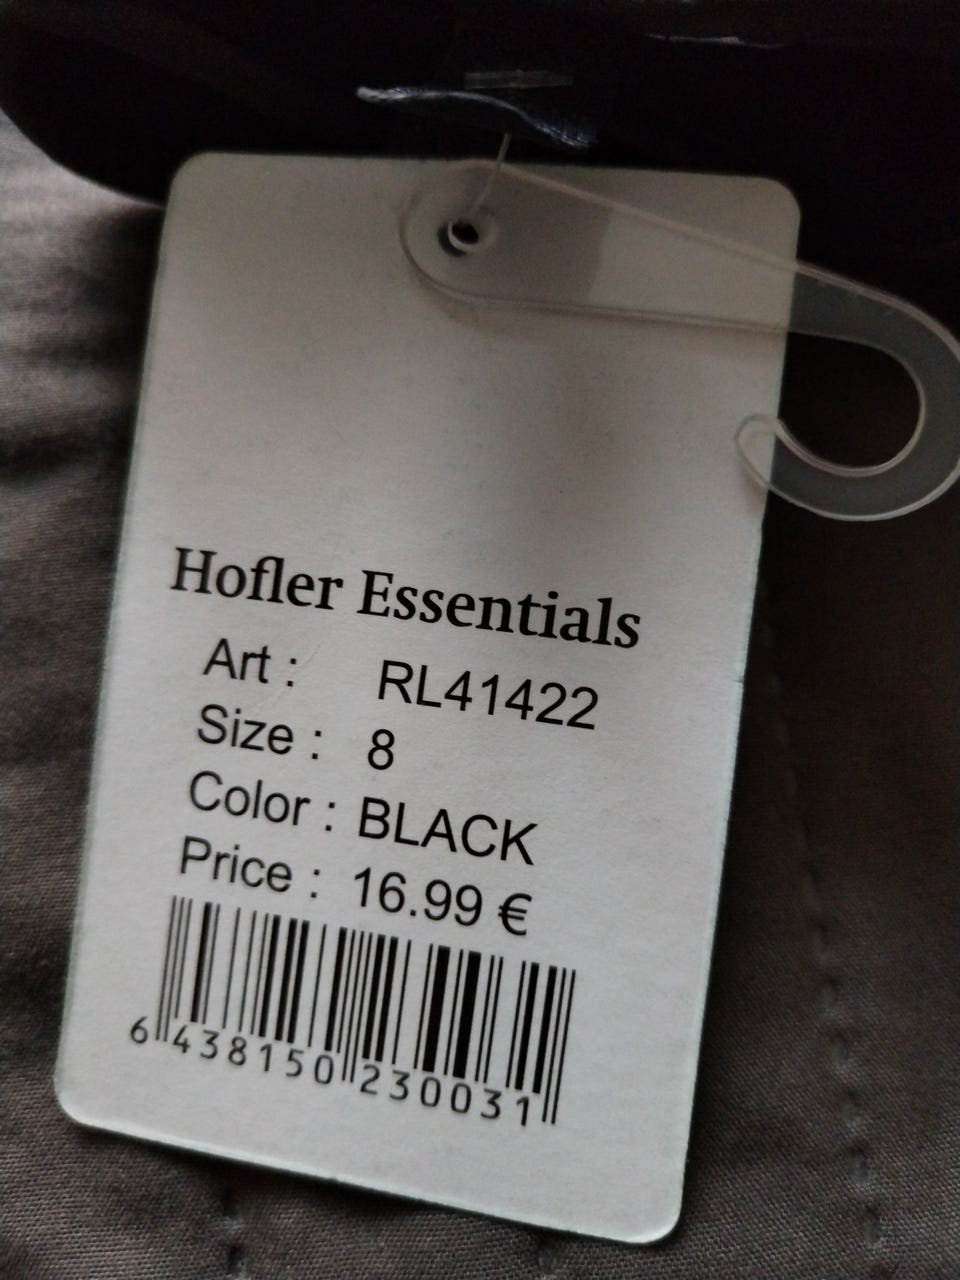 Hofler Essentials
Art : RL41422
Size : 8
Color : BLACK
Price : 16.99 €
6 438150 230031